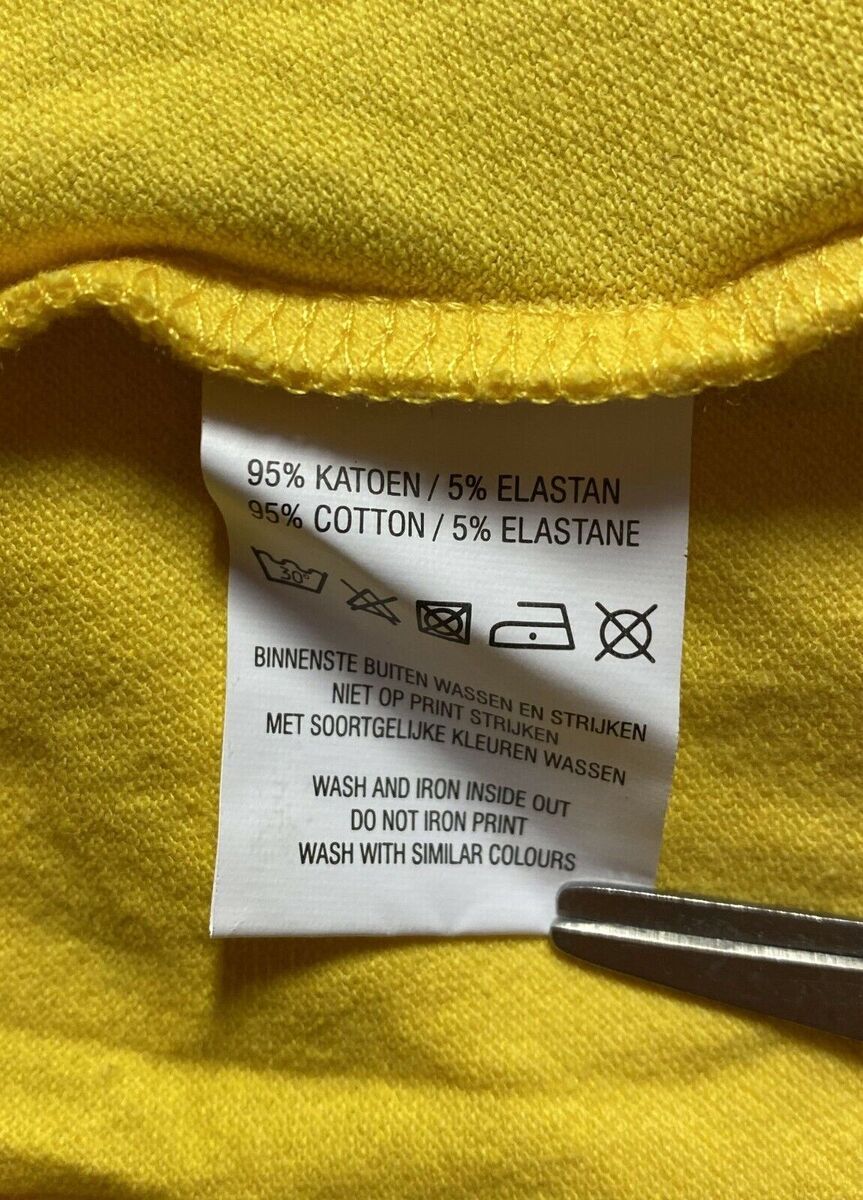 95% KATOEN / 5% ELASTAN
95% COTTON / 5% ELASTANE
30°
BINNENSTE BUITEN WASSEN EN STRIJKEN
NIET OP PRINT STRIJKEN
MET SOORTGELIJKE KLEUREN WASSEN
WASH AND IRON INSIDE OUT
DO NOT IRON PRINT
WASH WITH SIMILAR COLOURS